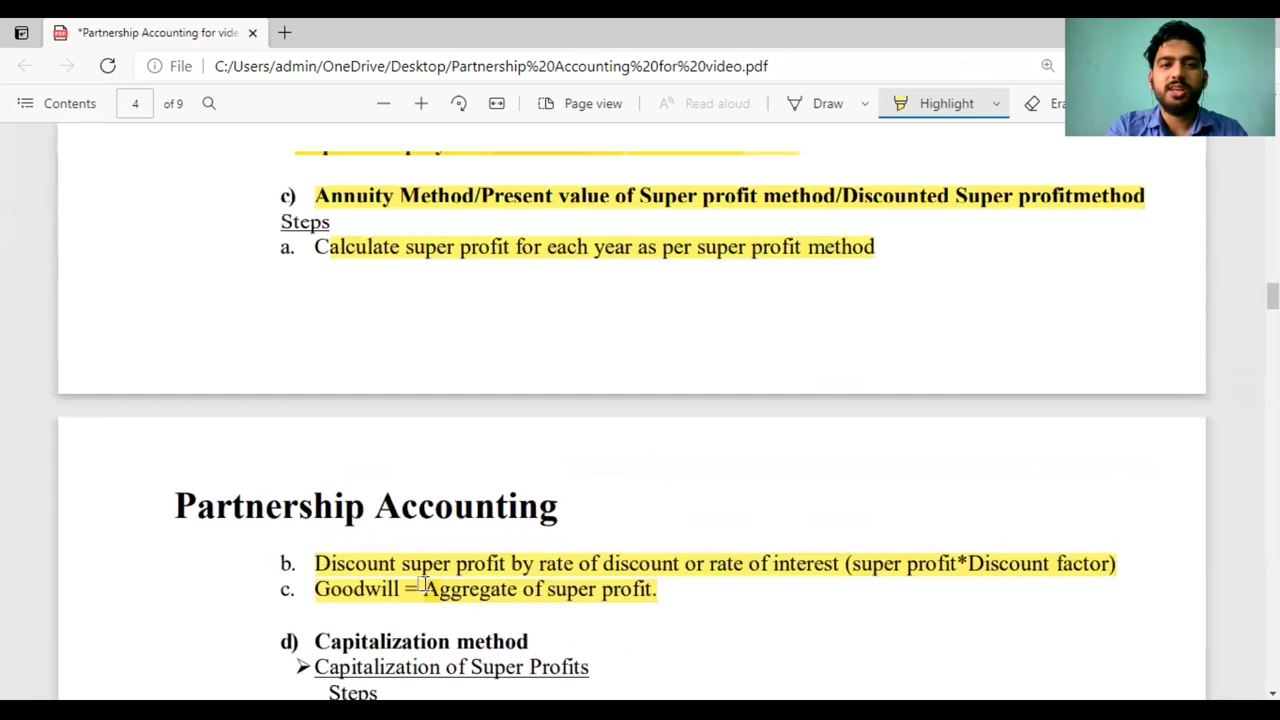 *Partnership Accounting for vide
File C:/Users/admin/OneDrive/Desktop/Partnership%20Accounting%20for%20video.pdf
Contents 4 of 9 Page view Read aloud Draw Highlight Era
c) Annuity Method/Present value of Super profit method/Discounted Super profitmethod
Steps
a. Calculate super profit for each year as per super profit method
Partnership Accounting
b. Discount super profit by rate of discount or rate of interest (super profit*Discount factor)
c. Goodwill = Aggregate of super profit.
d) Capitalization method
➢ Capitalization of Super Profits
Steps